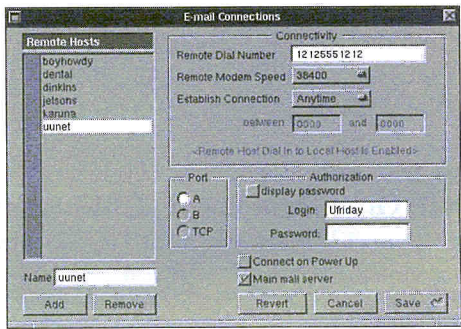 E-mail Connections
Remote Hosts
boyhowdy
dental
dinkins
jetsons
karuna
uunet
Name: uunet
Add
Remove
Connectivity
Remote Dial Number 12125551212
Remote Modem Speed 38400
Establish Connection Anytime
between 0000 and 0000
<Remote Host Dial In to Local Host Is Enabled>
Port
A
B
TCP
Authorization
display password
Login: Ufriday
Password:
Connect on Power Up
Main mail server
Revert
Cancel
Save